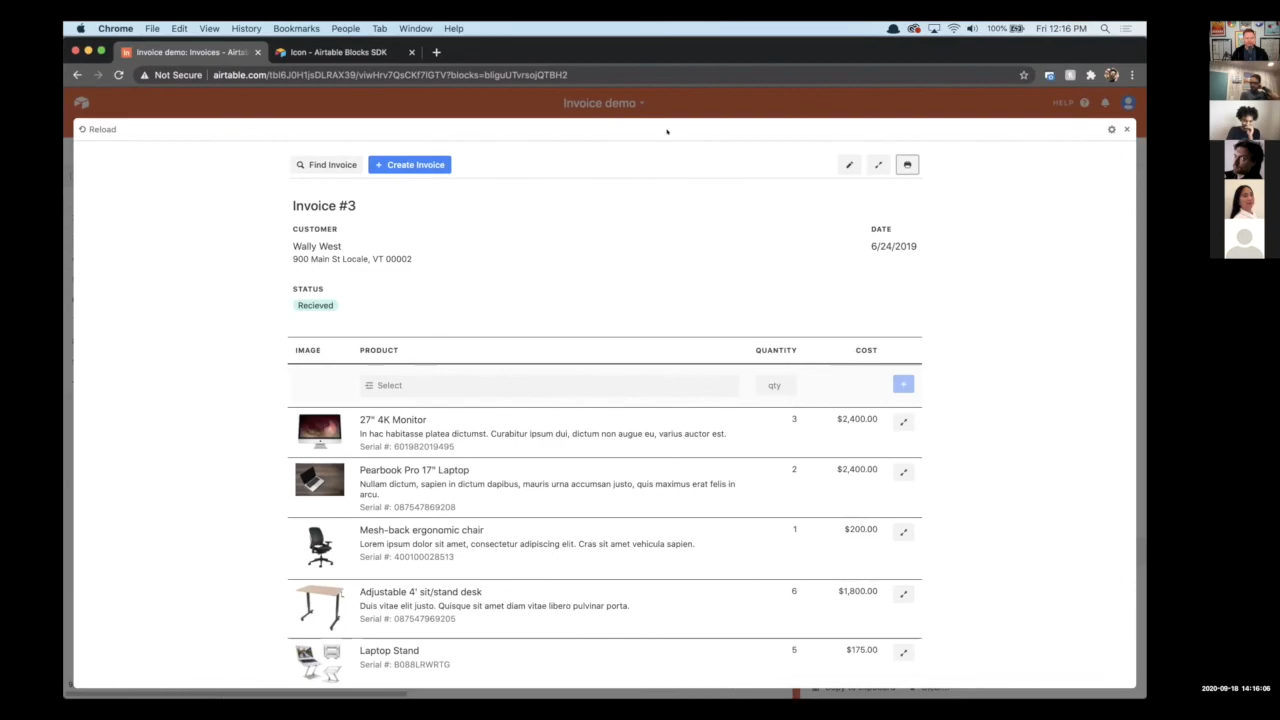 Chrome File Edit View History Bookmarks People Tab Window Help 100% Fri 12:16 PM
Invoice demo: Invoices - Airta Icon - Airtable Blocks SDK
Not Secure airtable.com/tbl6J0H1jsDLRAX39/viwHrv7QsCKf7IGTV?blocks=bliguUTvrsojQTBH2
Invoice demo HELP
Reload
Find Invoice + Create Invoice
Invoice #3
CUSTOMER DATE
Wally West 6/24/2019
900 Main St Locale, VT 00002
STATUS
Recieved
IMAGE PRODUCT QUANTITY COST
Select qty +
27" 4K Monitor 3 $2,400.00
In hac habitasse platea dictumst. Curabitur ipsum dui, dictum non augue eu, varius auctor est.
Serial #: 601982019495
Pearbook Pro 17" Laptop 2 $2,400.00
Nullam dictum, sapien in dictum dapibus, mauris urna accumsan justo, quis maximus erat felis in
arcu.
Serial #: 087547869208
Mesh-back ergonomic chair 1 $200.00
Lorem ipsum dolor sit amet, consectetur adipiscing elit. Cras sit amet vehicula sapien.
Serial #: 400100028513
Adjustable 4' sit/stand desk 6 $1,800.00
Duis vitae elit justo. Quisque sit amet diam vitae libero pulvinar porta.
Serial #: 087547969205
Laptop Stand 5 $175.00
Serial #: B088LRWRTG
2020-09-18 14:16:06